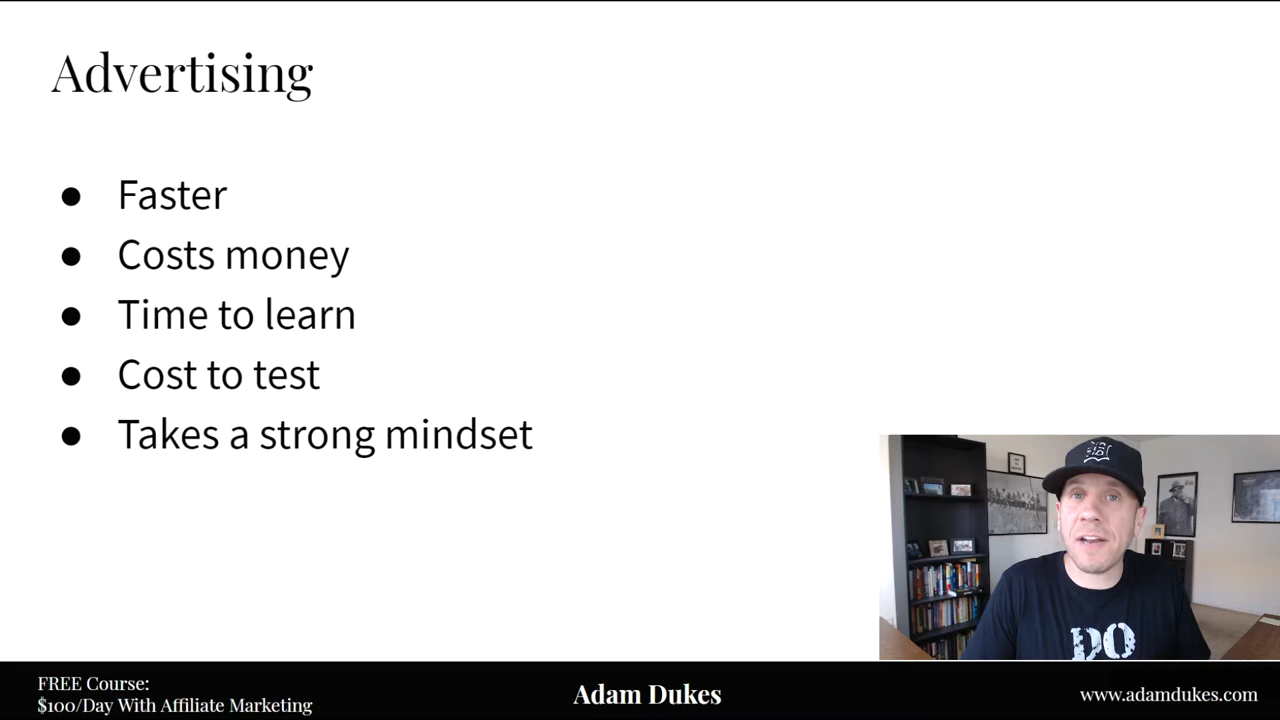 Advertising
● Faster
● Costs money
● Time to learn
● Cost to test
● Takes a strong mindset
DO
FREE Course:
$100/Day With Affiliate Marketing
Adam Dukes
www.adamdukes.com